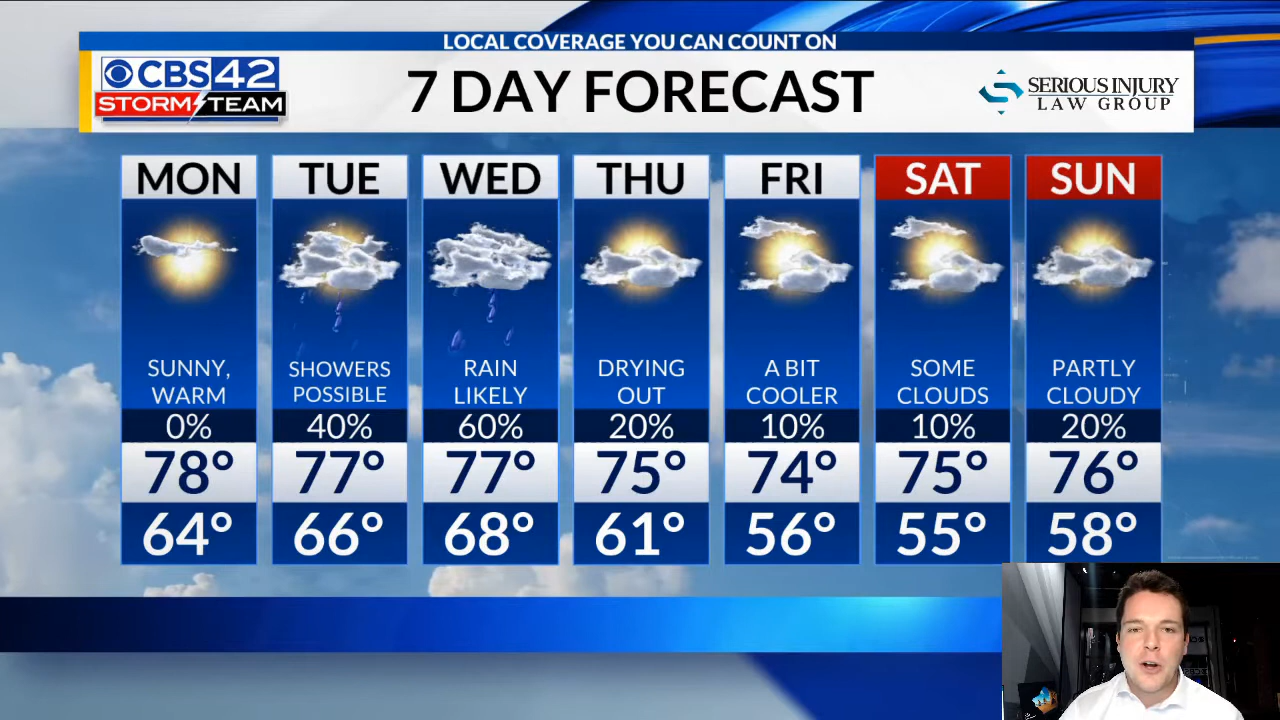 LOCAL COVERAGE YOU CAN COUNT ON
CBS 42
STORM TEAM
7 DAY FORECAST
SERIOUS INJURY
LAW GROUP
MON TUE WED THU FRI SAT SUN
SUNNY, SHOWERS RAIN DRYING A BIT SOME PARTLY
WARM POSSIBLE LIKELY OUT COOLER CLOUDS CLOUDY
0% 40% 60% 20% 10% 10% 20%
78° 77° 77° 75° 74° 75° 76°
64° 66° 68° 61° 56° 55° 58°